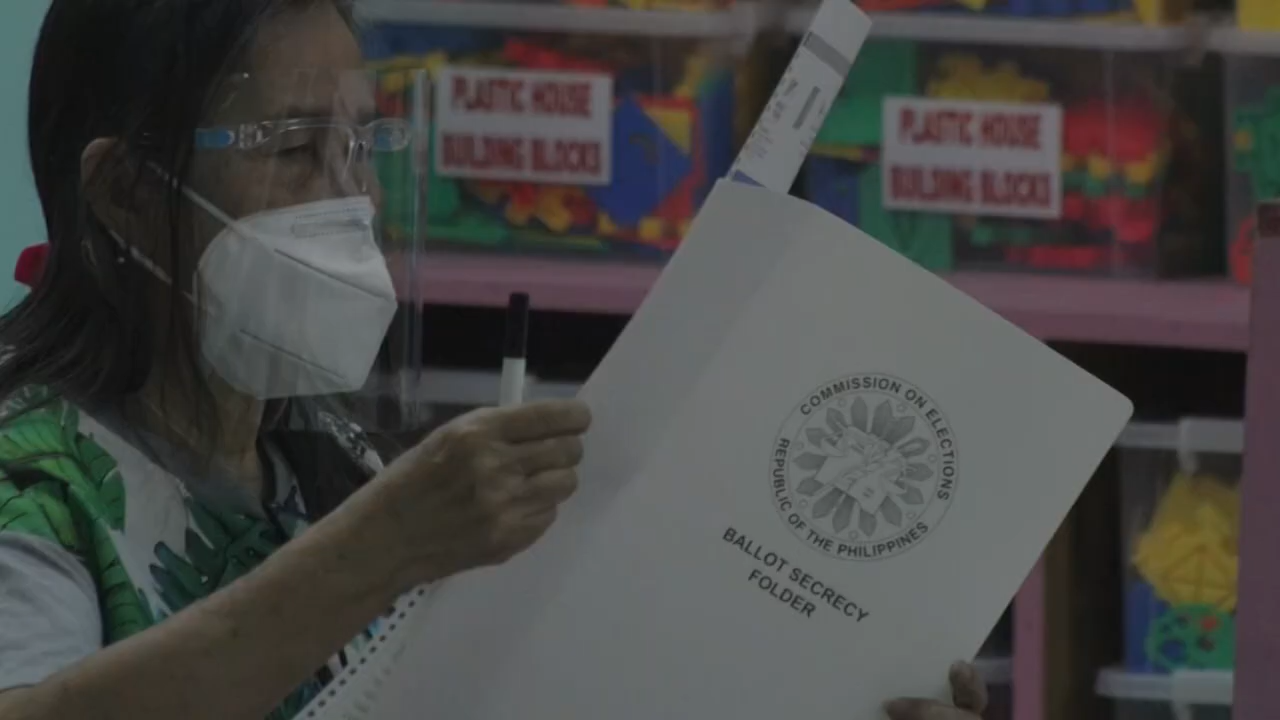 PLASTIC HOUSE
BUILDING BLOCKS
PLASTIC HOUSE
BUILDING BLOCKS
COMMISSION ON ELECTIONS
REPUBLIC OF THE PHILIPPINES
BALLOT SECRECY
FOLDER